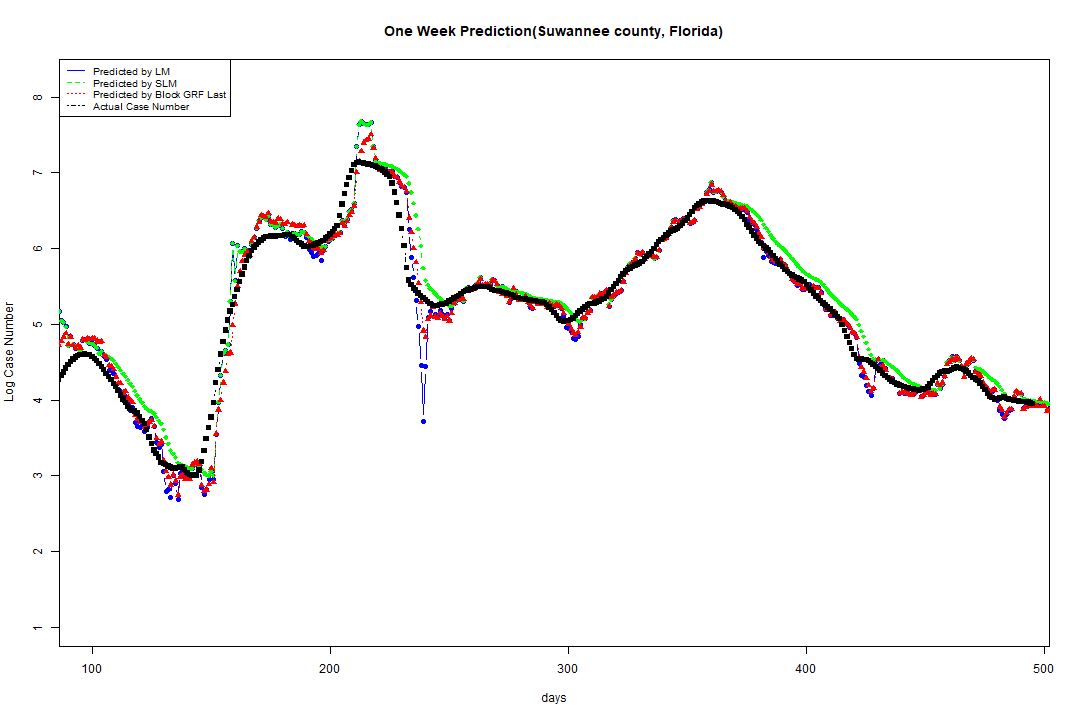 One Week Prediction(Suwannee county, Florida)
Predicted by LM
Predicted by SLM
Predicted by Block GRF Last
Actual Case Number
Log Case Number
8
7
6
5
4
3
2
1
100 200 300 400 500
days